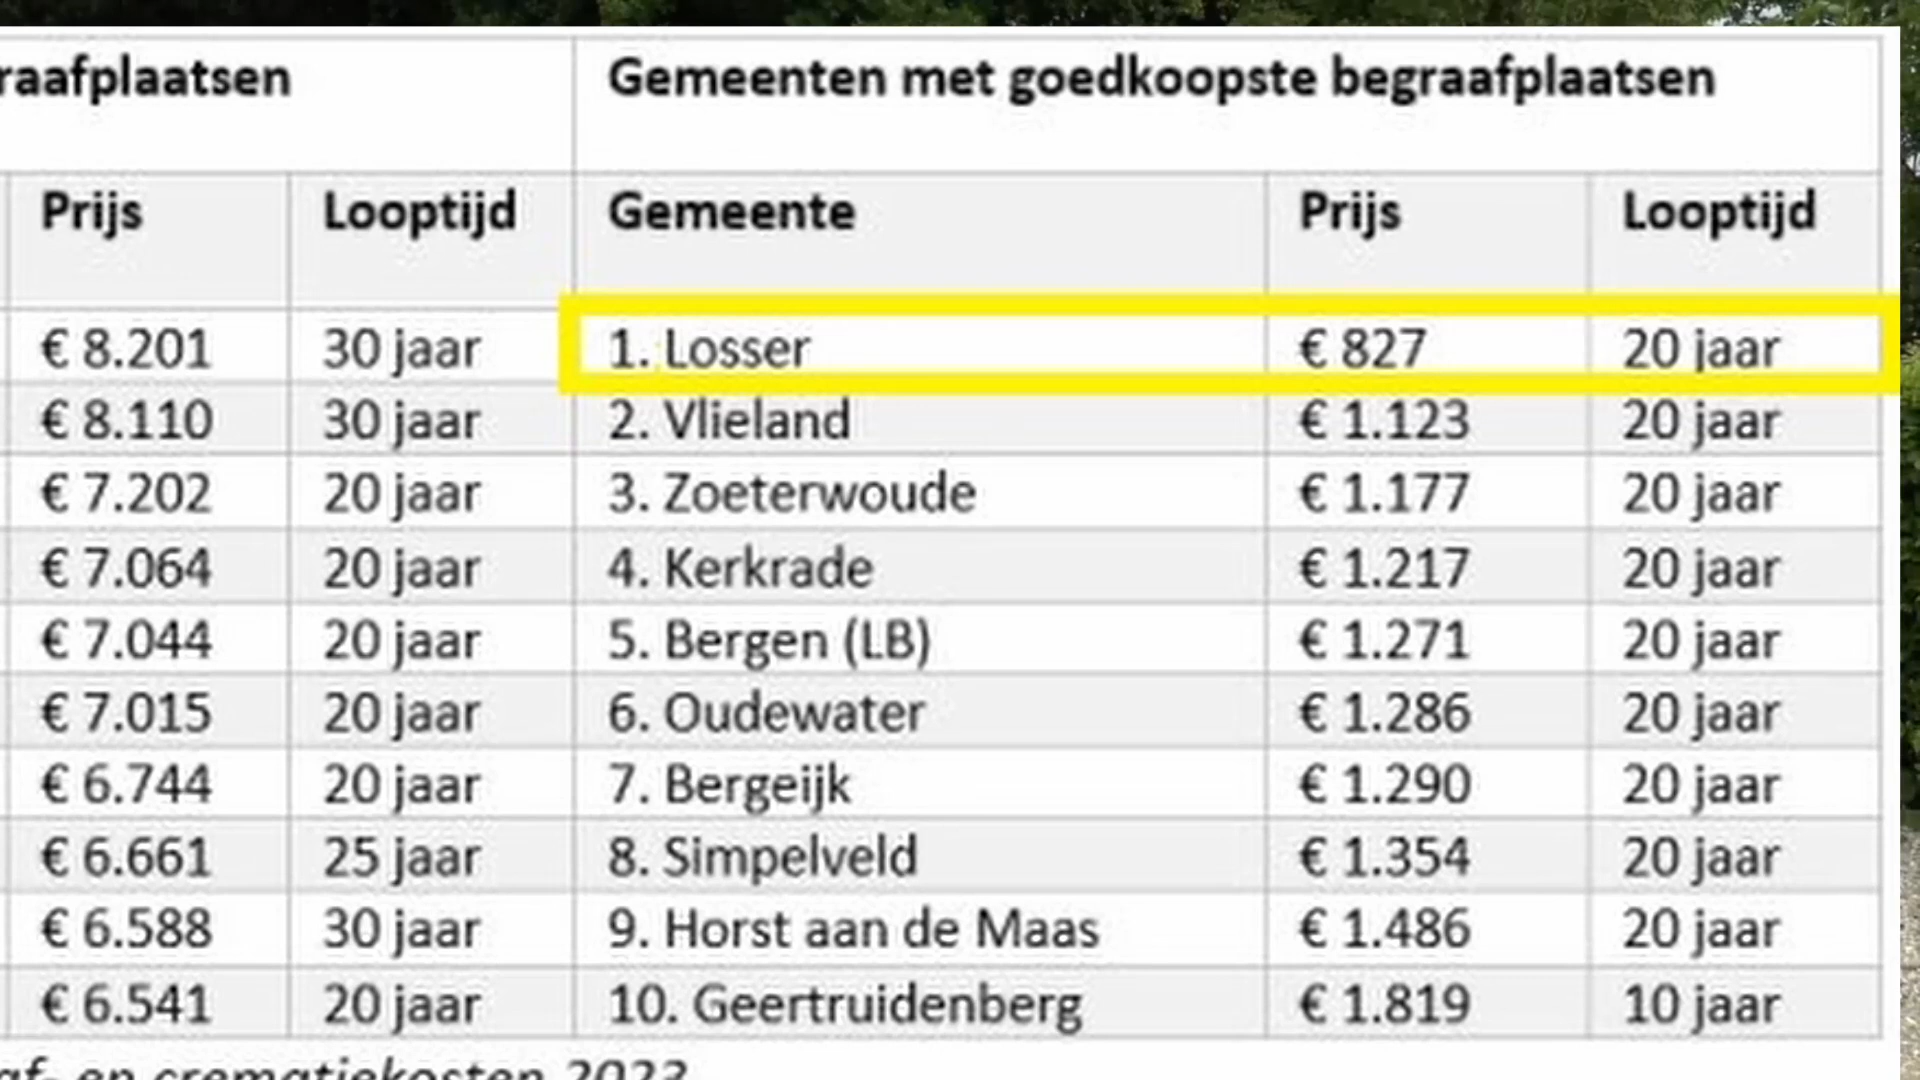 raafplaatsen Gemeenten met goedkoopste begraafplaatsen
Prijs Looptijd Gemeente Prijs Looptijd
€ 8.201 30 jaar 1. Losser € 827 20 jaar
€ 8.110 30 jaar 2. Vlieland € 1.123 20 jaar
€ 7.202 20 jaar 3. Zoeterwoude € 1.177 20 jaar
€ 7.064 20 jaar 4. Kerkrade € 1.217 20 jaar
€ 7.044 20 jaar 5. Bergen (LB) € 1.271 20 jaar
€ 7.015 20 jaar 6. Oudewater € 1.286 20 jaar
€ 6.744 20 jaar 7. Bergeijk € 1.290 20 jaar
€ 6.661 25 jaar 8. Simpelveld € 1.354 20 jaar
€ 6.588 30 jaar 9. Horst aan de Maas € 1.486 20 jaar
€ 6.541 20 jaar 10. Geertruidenberg € 1.819 10 jaar
af- en crematiekosten 2023